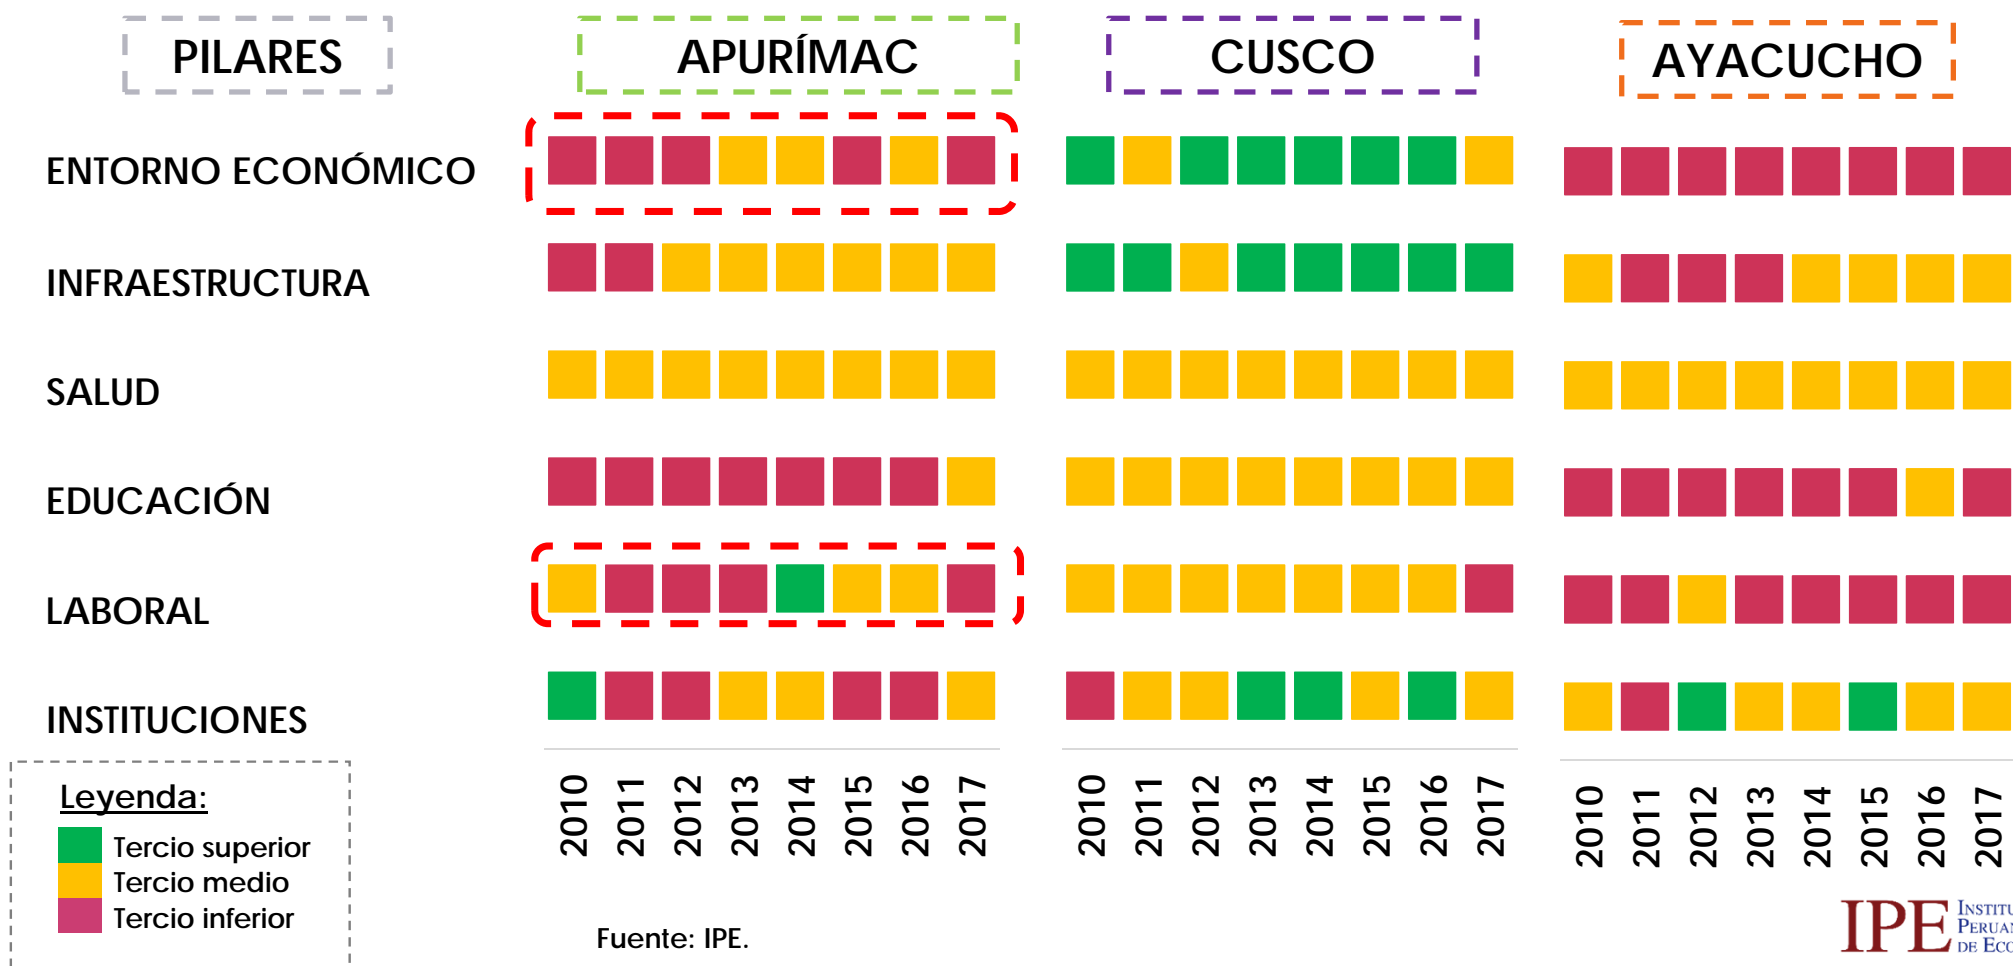 PILARES
APURÍMAC
CUSCO
AYACUCHO
ENTORNO ECONÓMICO
INFRAESTRUCTURA
SALUD
EDUCACIÓN
LABORAL
INSTITUCIONES
2010 2011 2012 2013 2014 2015 2016 2017
2010 2011 2012 2013 2014 2015 2016 2017
2010 2011 2012 2013 2014 2015 2016 2017
Leyenda:
Tercio superior
Tercio medio
Tercio inferior
Fuente: IPE.
IPE
DE